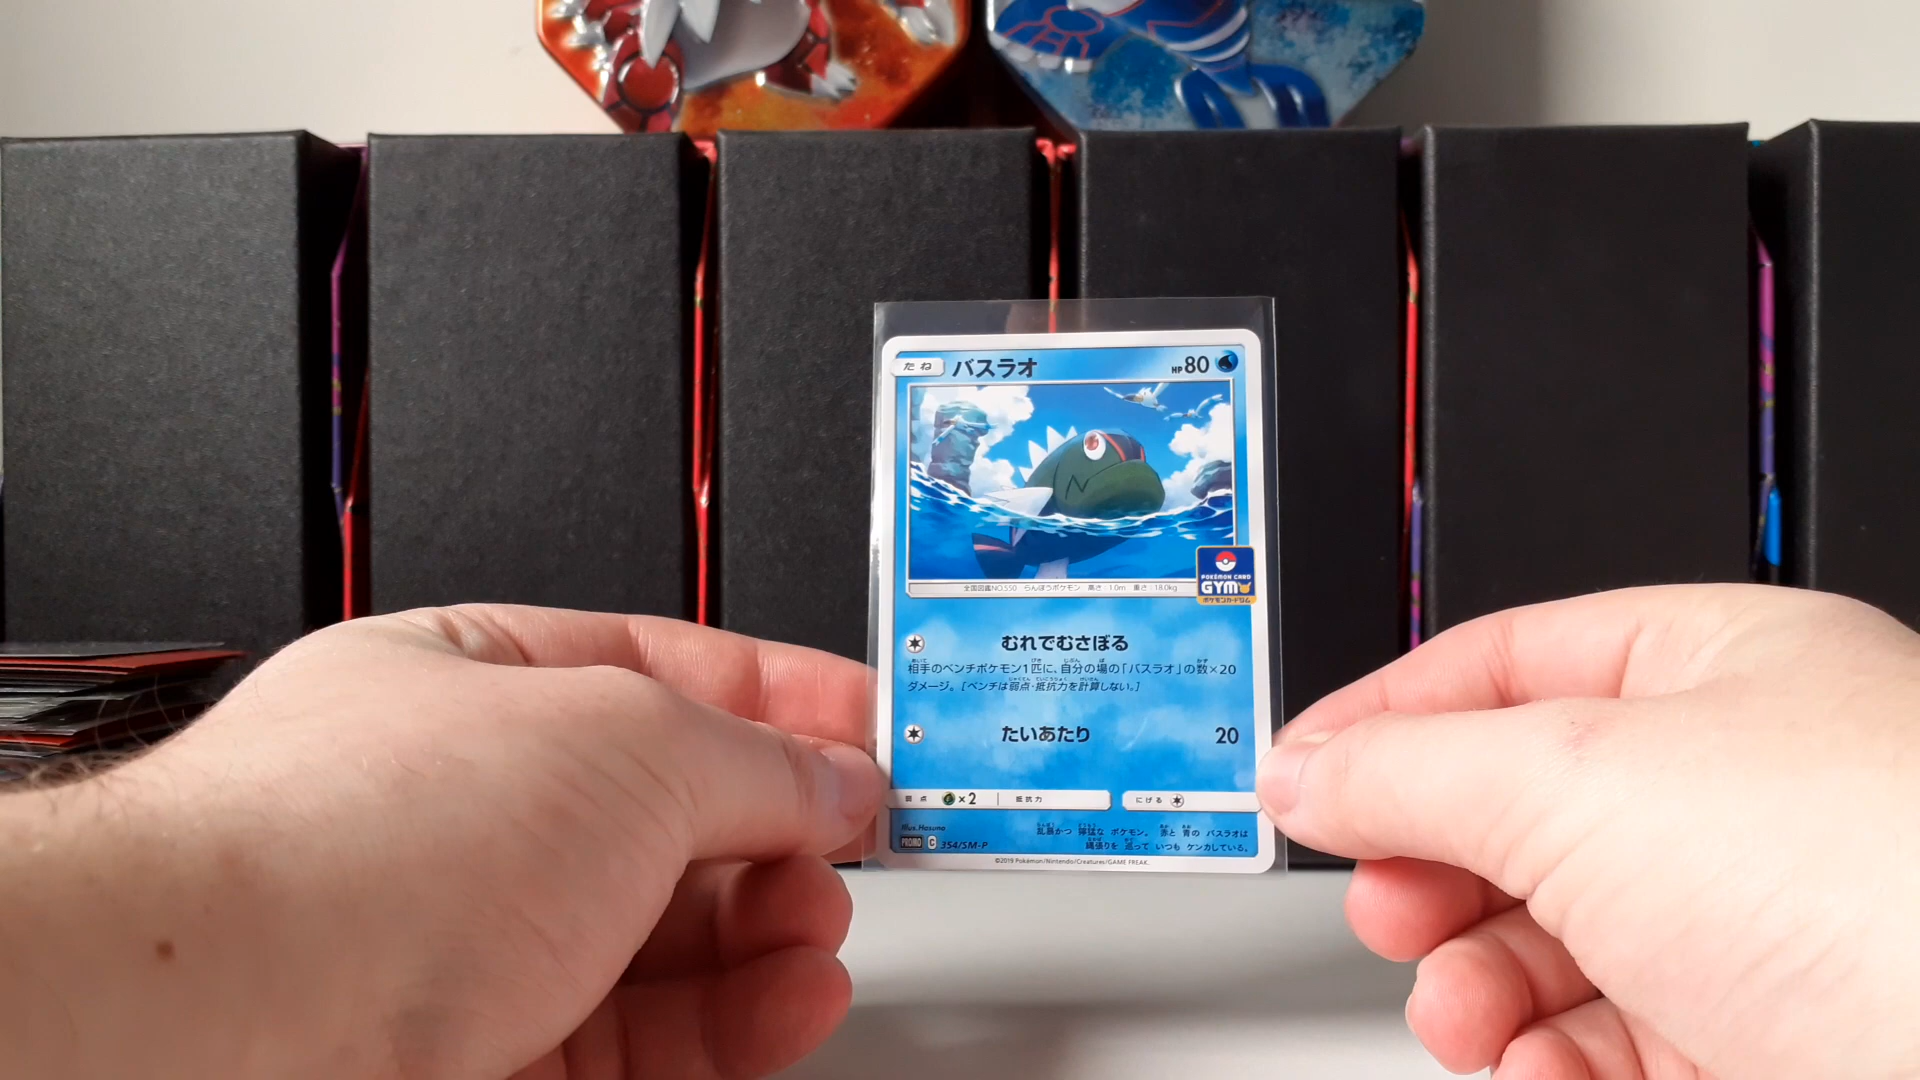 たね バスラオ HP80
全国図鑑NO.550 らんぼうポケモン 高さ:1.0m 重さ:18.0kg
POKÉMON CARD
GYM
ポケモンカードジム
むれでむさぼる
相手のベンチポケモン1匹に、自分の場の「バスラオ」の数×20
ダメージ。[ベンチは弱点・抵抗力を計算しない。]
たいあたり 20
弱点 ×2 抵抗力 にげる
Illus. Hasuno
乱暴かつ 獰猛な ポケモン。 赤と 青の バスラオは
縄張りを 巡って いつも ケンカしている。
PROMO C 354/SM-P
©2019 Pokémon/Nintendo/Creatures/GAME FREAK.